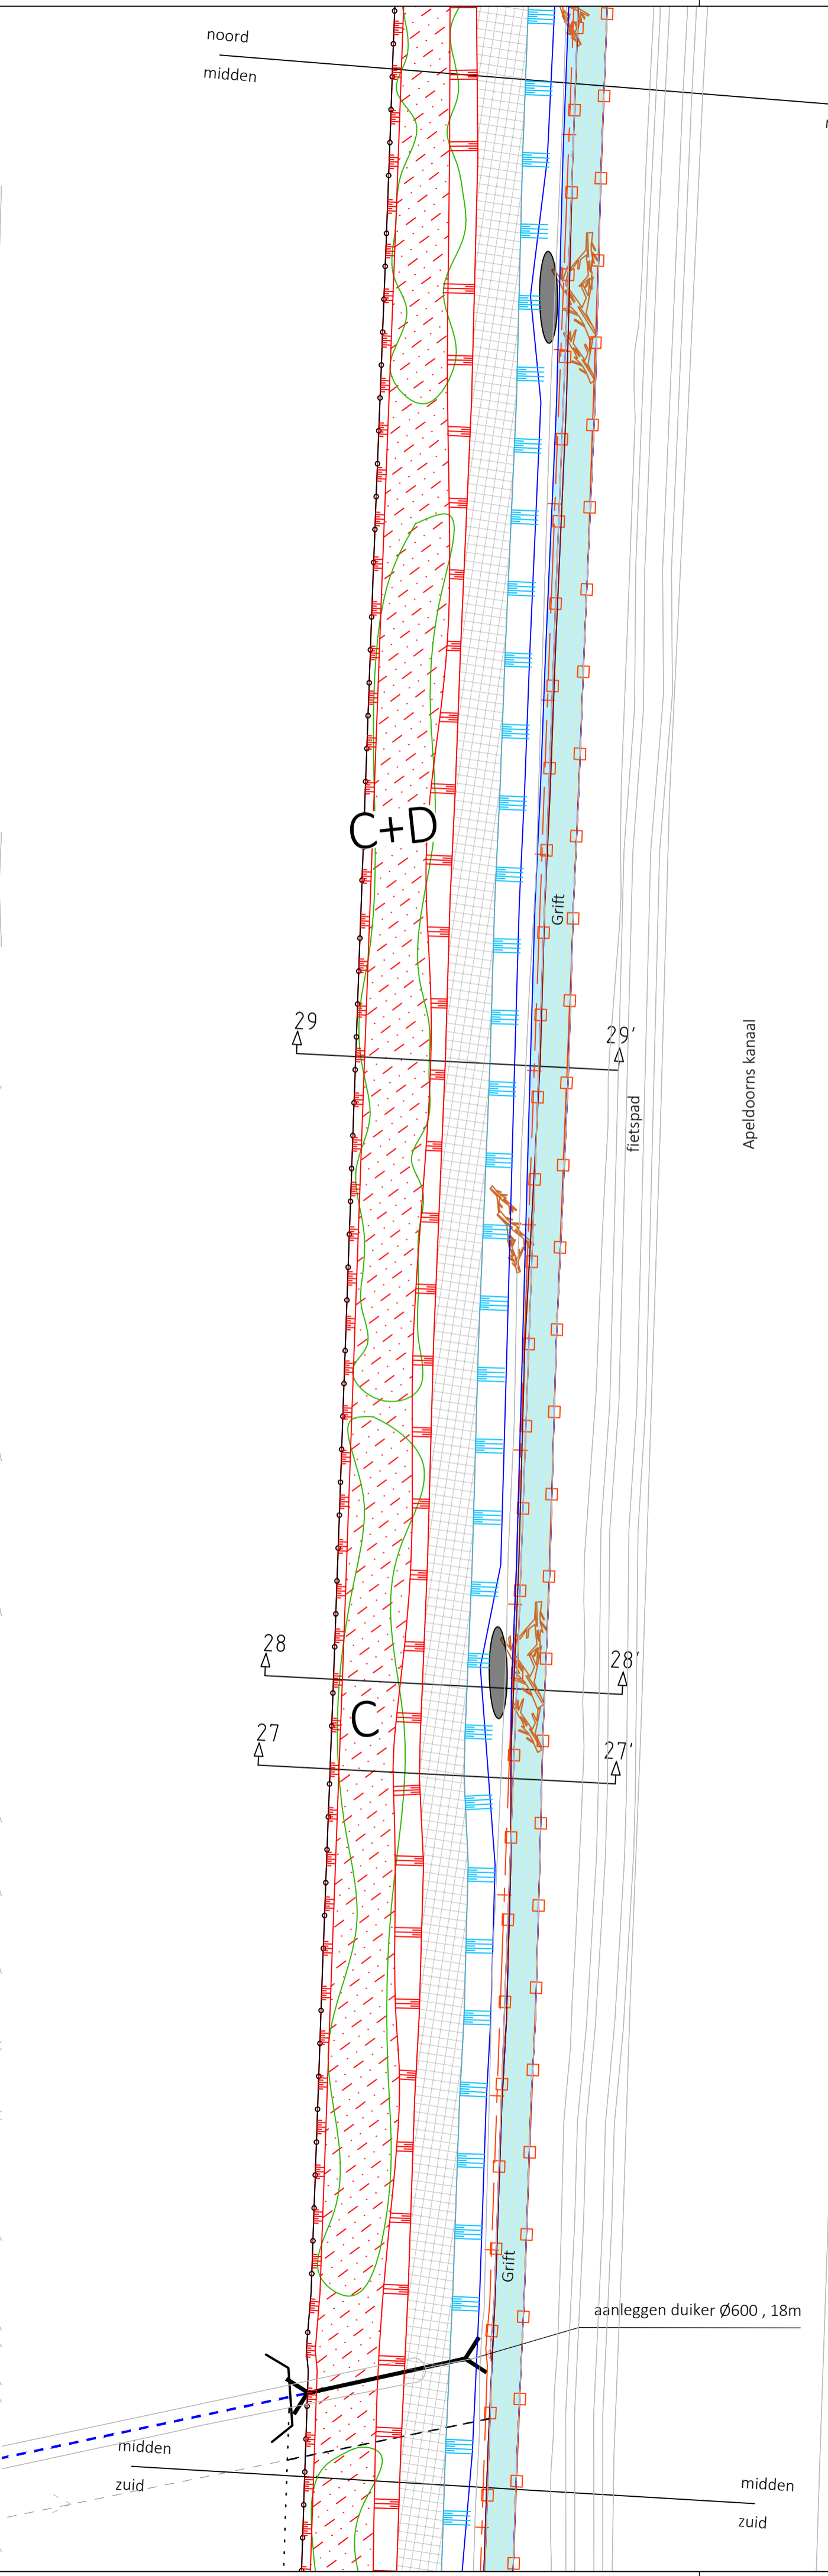 noord
midden
C+D
Grift
29
29'
Apeldoorns kanaal
fietspad
28
28'
C
27
27'
Grift
aanleggen duiker Ø600 , 18m
midden
zuid
midden
zuid